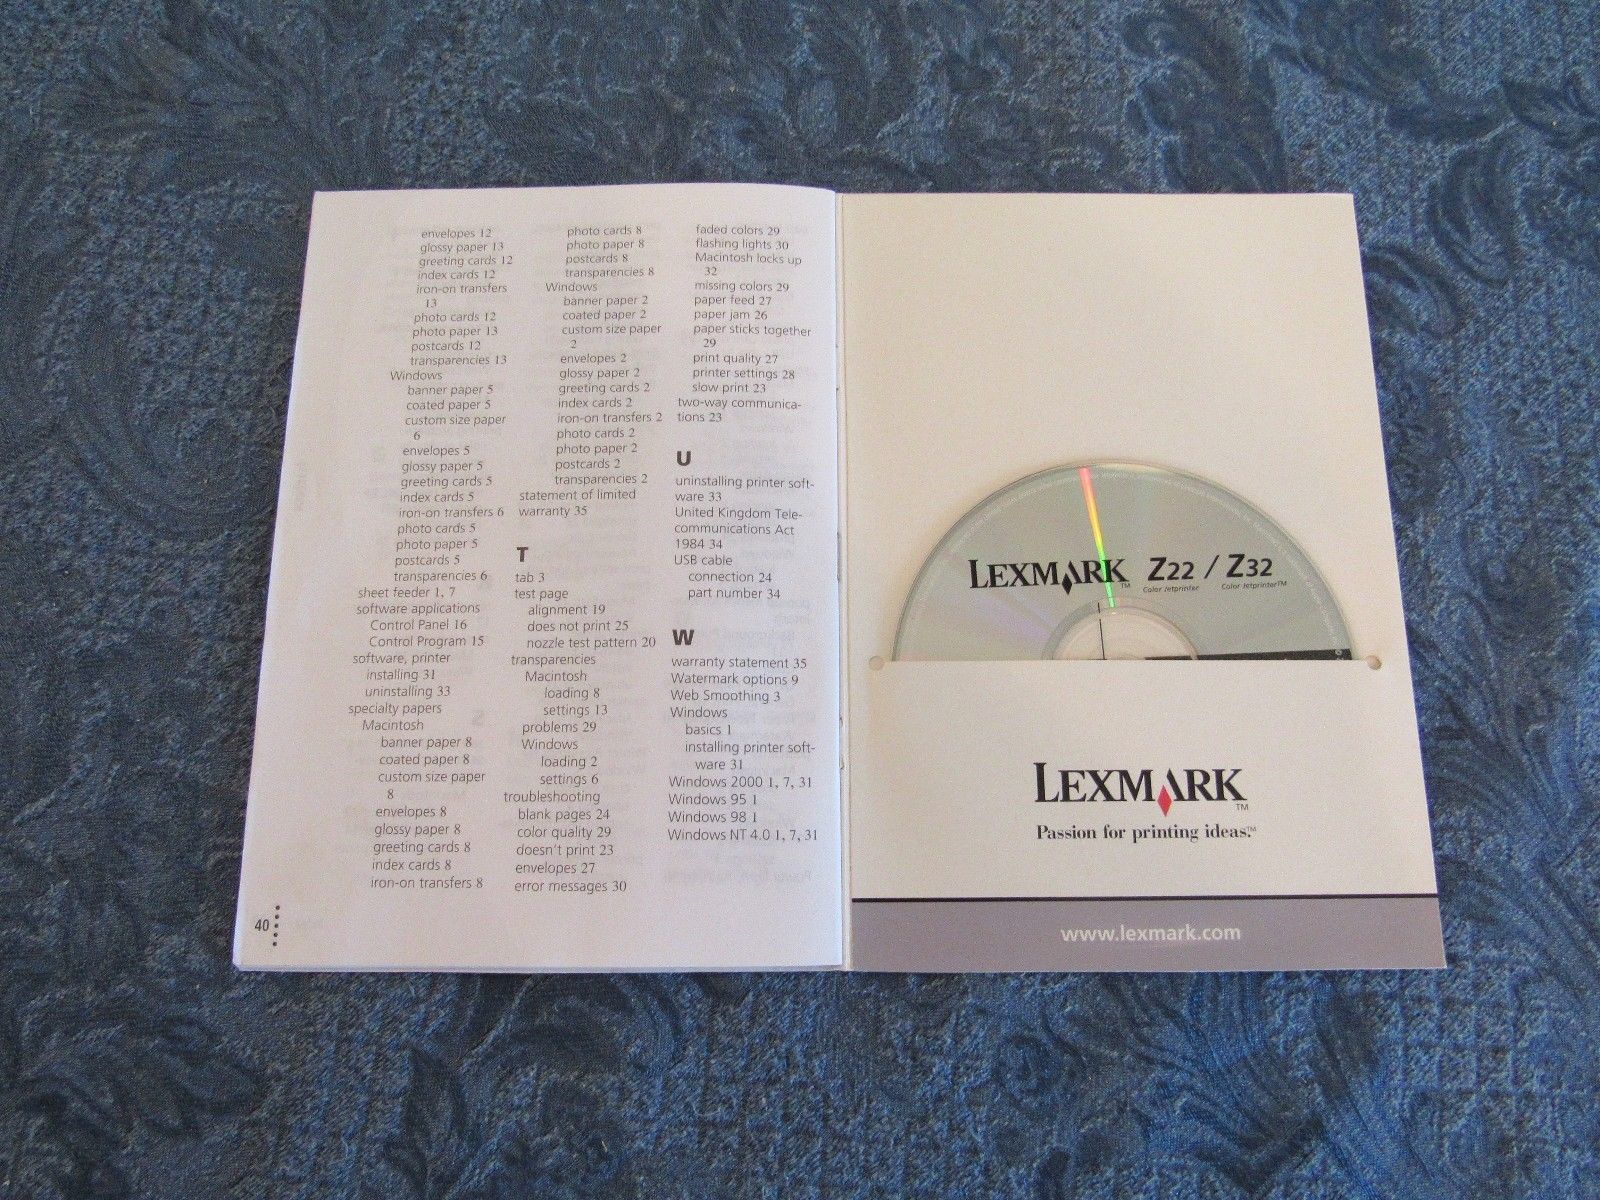 envelopes 12
glossy paper 13
greeting cards 12
index cards 12
iron-on transfers
13
photo cards 12
photo paper 13
postcards 12
transparencies 13
Windows
banner paper 5
coated paper 5
custom size paper
6
envelopes 5
glossy paper 5
greeting cards 5
index cards 5
iron-on transfers 6
photo cards 5
photo paper 5
postcards 5
transparencies 6
sheet feeder 1, 7
software applications
Control Panel 16
Control Program 15
software, printer
installing 31
uninstalling 33
specialty papers
Macintosh
banner paper 8
coated paper 8
custom size paper
8
envelopes 8
glossy paper 8
greeting cards 8
index cards 8
iron-on transfers 8
photo cards 8
photo paper 8
postcards 8
transparencies 8
Windows
banner paper 2
coated paper 2
custom size paper
2
envelopes 2
glossy paper 2
greeting cards 2
index cards 2
iron-on transfers 2
photo cards 2
photo paper 2
postcards 2
transparencies 2
statement of limited
warranty 35
T
tab 3
test page
alignment 19
does not print 25
nozzle test pattern 20
transparencies
Macintosh
loading 8
settings 13
problems 29
Windows
loading 2
settings 6
troubleshooting
blank pages 24
color quality 29
doesn't print 23
envelopes 27
error messages 30
faded colors 29
flashing lights 30
Macintosh locks up
32
missing colors 29
paper feed 27
paper jam 26
paper sticks together
29
print quality 27
printer settings 28
slow print 23
two-way communica-
tions 23
U
uninstalling printer soft-
ware 33
United Kingdom Tele-
communications Act
1984 34
USB cable
connection 24
part number 34
W
warranty statement 35
Watermark options 9
Web Smoothing 3
Windows
basics 1
installing printer soft-
ware 31
Windows 2000 1, 7, 31
Windows 95 1
Windows 98 1
Windows NT 4.0 1, 7, 31
40
LEXMARK™ Z22 / Z32
Color Jetprinter Color Jetprinter™
LEXMARK™
Passion for printing ideas.™
www.lexmark.com